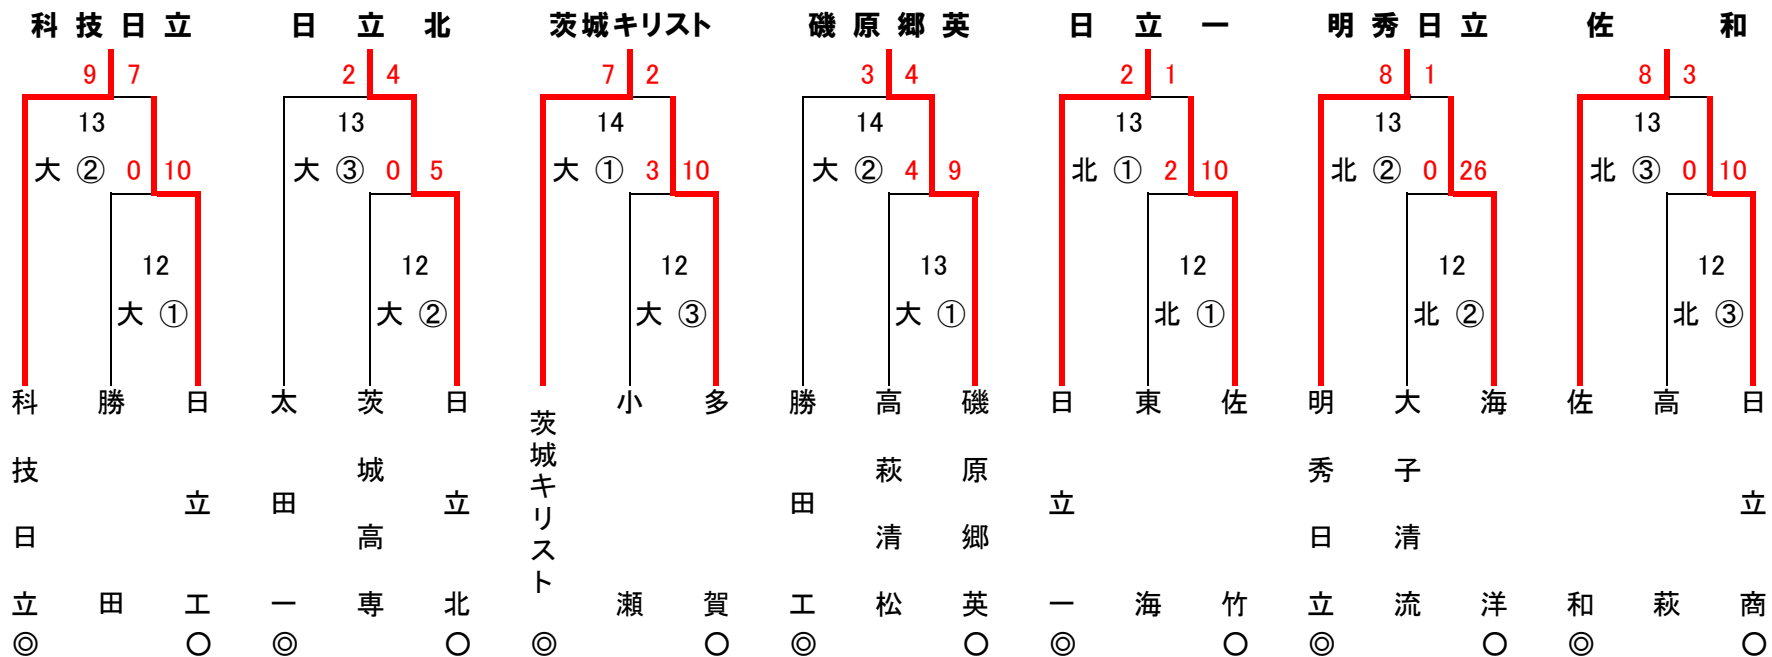 科技日立 日立北 茨城キリスト 磯原郷英 日立一 明秀日立 佐和
9 7 2 4 7 2 3 4 2 1 8 1 8 3
13 13 14 14 13 13 13
大 ② 0 10 大 ③ 0 5 大 ① 3 10 大 ② 4 9 北 ① 2 10 北 ② 0 26 北 ③ 0 10
12 12 12 13 12 12 12
大 ① 大 ② 大 ③ 大 ① 北 ① 北 ② 北 ③
科技日立
勝田
日立工
太田一
茨城高専
日立北
茨城キリスト
小瀬
多賀
勝田工
高萩清松
磯原郷英
日立一
東海
佐竹
明秀日立
大子清流
海洋
佐和
高萩
日立商
◎ ○ ◎ ○ ◎ ○ ◎ ○ ◎ ○ ◎ ○ ◎ ○